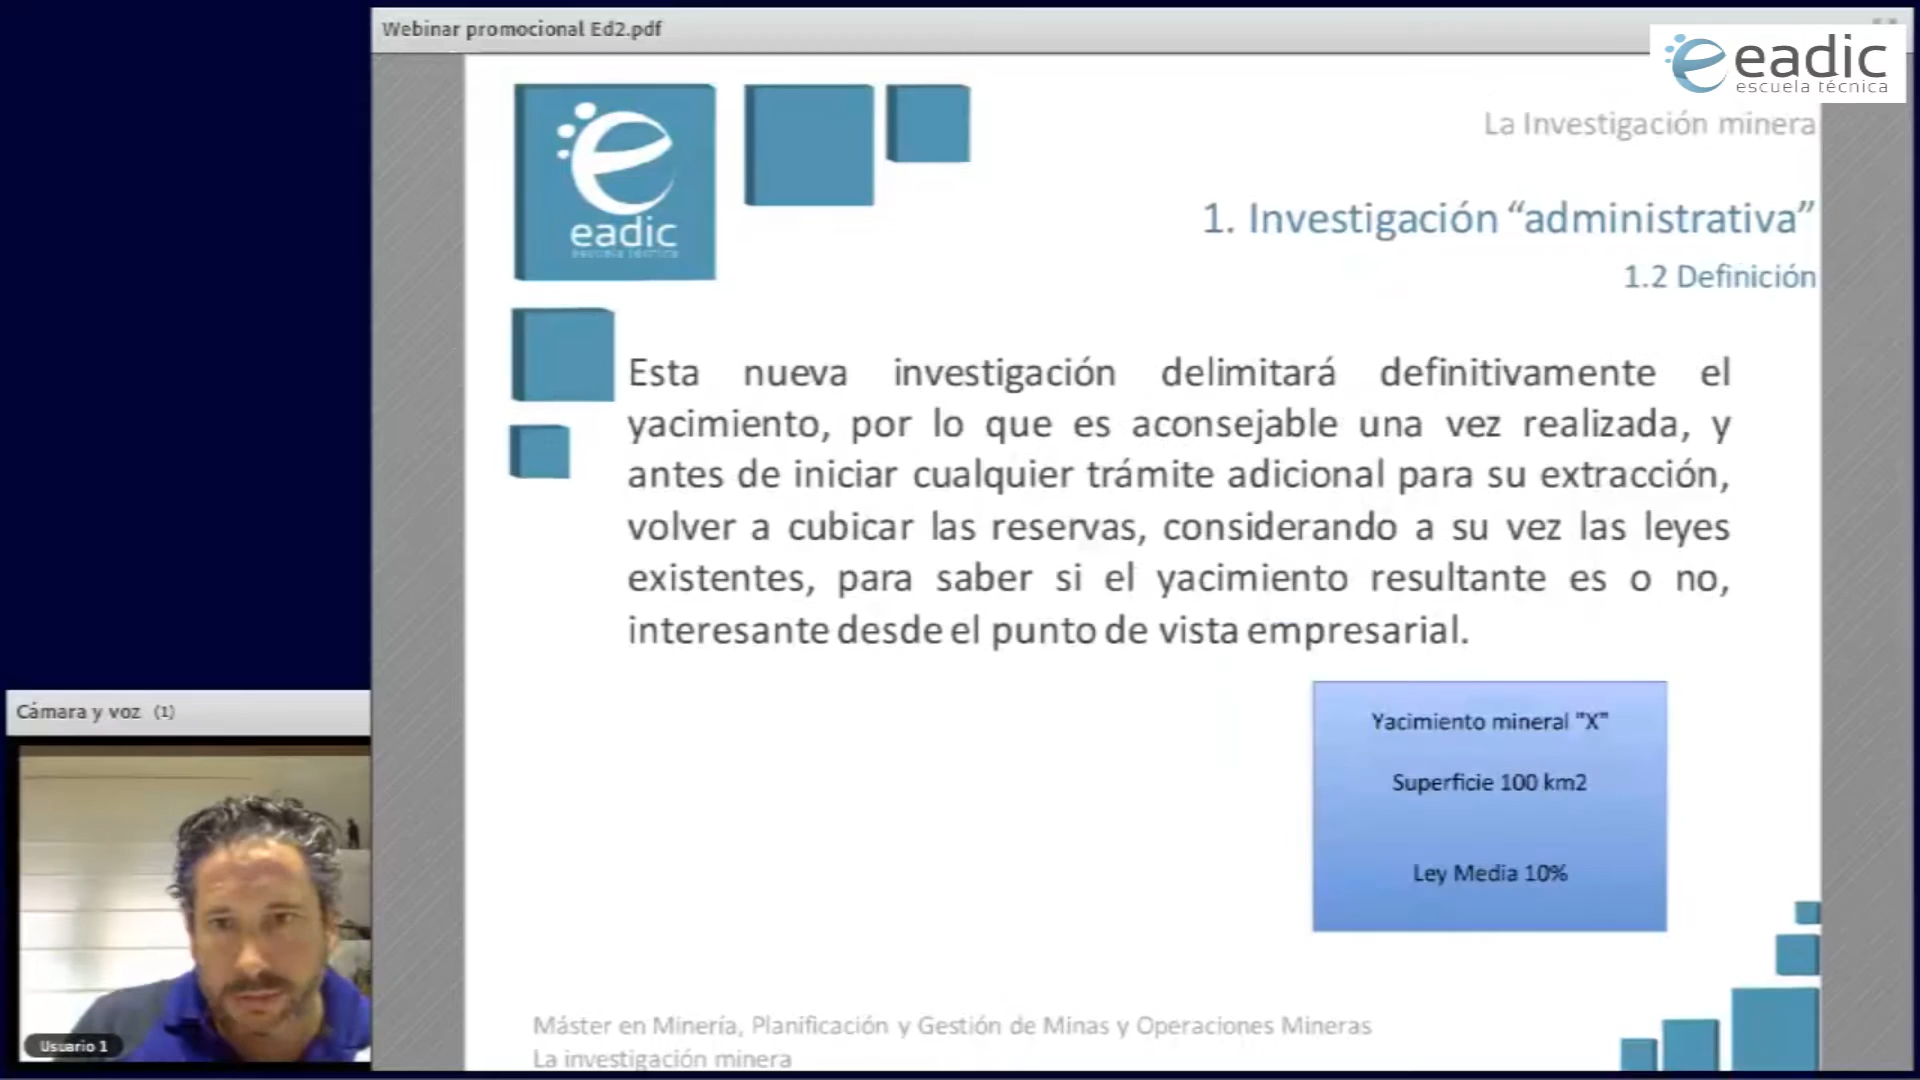 Webinar promocional Ed2.pdf
eadic
escuela técnica
La Investigación minera
1. Investigación “administrativa”
1.2 Definición
eadic
escuela técnica
Esta nueva investigación delimitará definitivamente el
yacimiento, por lo que es aconsejable una vez realizada, y
antes de iniciar cualquier trámite adicional para su extracción,
volver a cubicar las reservas, considerando a su vez las leyes
existentes, para saber si el yacimiento resultante es o no,
interesante desde el punto de vista empresarial.
Yacimiento mineral "X"
Superficie 100 km2
Ley Media 10%
Cámara y voz (1)
Usuario 1
Máster en Minería, Planificación y Gestión de Minas y Operaciones Mineras
La investigación minera